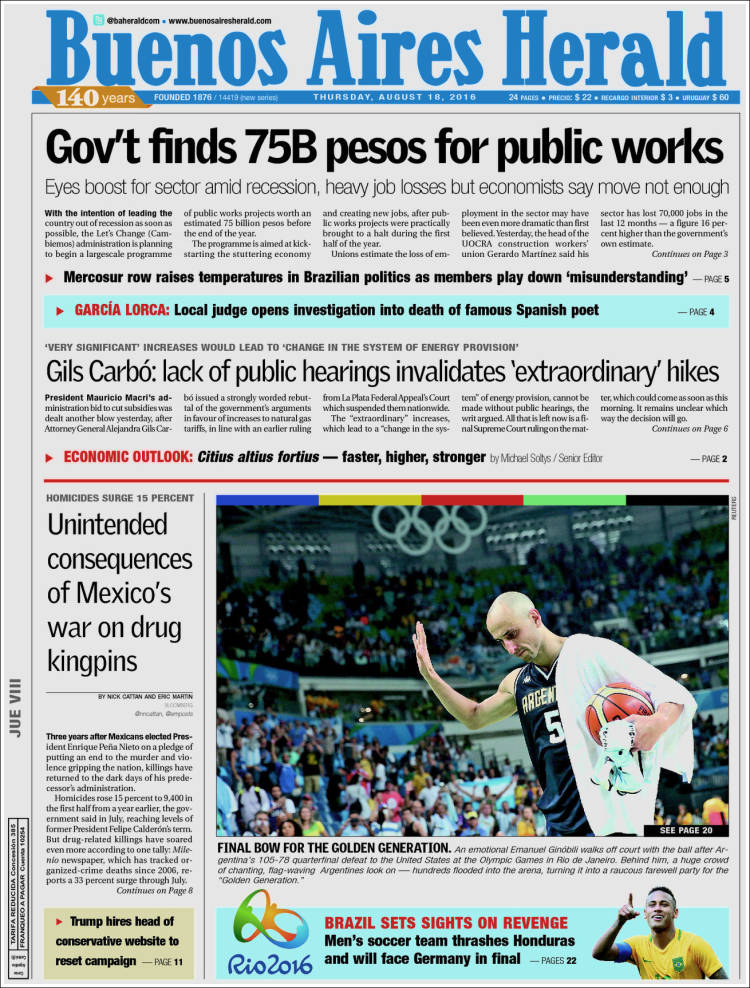 @baheraldcom ● www.buenosairesherald.com
Buenos Aires Herald
140 years
FOUNDED 1876 / 14419 (new series)
THURSDAY, AUGUST 18, 2016
24 PAGES ● PRECIO: $ 22 ● RECARGO INTERIOR $ 3 ● URUGUAY $ 60
Gov't finds 75B pesos for public works
Eyes boost for sector amid recession, heavy job losses but economists say move not enough
With the intention of leading the
country out of recession as soon as
possible, the Let's Change (Cam-
biemos) administration is planning
to begin a largescale programme
of public works projects worth an
estimated 75 billion pesos before
the end of the year.
The programme is aimed at kick-
starting the stuttering economy
and creating new jobs, after pub-
lic works projects were practically
brought to a halt during the first
half of the year.
Unions estimate the loss of em-
ployment in the sector may have
been even more dramatic than first
believed. Yesterday, the head of the
UOCRA construction workers'
union Gerardo Martínez said his
sector has lost 70,000 jobs in the
last 12 months — a figure 16 per-
cent higher than the government's
own estimate.
Continues on Page 3
Mercosur row raises temperatures in Brazilian politics as members play down 'misunderstanding' — PAGE 5
GARCÍA LORCA: Local judge opens investigation into death of famous Spanish poet — PAGE 4
'VERY SIGNIFICANT' INCREASES WOULD LEAD TO 'CHANGE IN THE SYSTEM OF ENERGY PROVISION'
Gils Carbó: lack of public hearings invalidates 'extraordinary' hikes
President Mauricio Macri's ad-
ministration bid to cut subsidies was
dealt another blow yesterday, after
Attorney General Alejandra Gils Car-
bó issued a strongly worded rebut-
tal of the government's arguments
in favour of increases to natural gas
tariffs, in line with an earlier ruling
from La Plata Federal Appeal's Court
which suspended them nationwide.
The "extraordinary" increases,
which lead to a "change in the sys-
tem" of energy provision, cannot be
made without public hearings, the
writ argued. All that is left now is a fi-
nal Supreme Court ruling on the mat-
ter, which could come as soon as this
morning. It remains unclear which
way the decision will go.
Continues on Page 6
ECONOMIC OUTLOOK: Citius altius fortius — faster, higher, stronger by Michael Soltys / Senior Editor — PAGE 2
HOMICIDES SURGE 15 PERCENT
Unintended
consequences
of Mexico's
war on drug
kingpins
BY NICK CATTAN AND ERIC MARTIN
BLOOMBERG
@nrcattan, @emposts
Three years after Mexicans elected Pres-
ident Enrique Peña Nieto on a pledge of
putting an end to the murder and vio-
lence gripping the nation, killings have
returned to the dark days of his prede-
cessor's administration.
Homicides rose 15 percent to 9,400 in
the first half from a year earlier, the gov-
ernment said in July, reaching levels of
former President Felipe Calderón's term.
But drug-related killings have soared
even more according to one tally: Mile-
nio newspaper, which has tracked or-
ganized-crime deaths since 2006, re-
ports a 33 percent surge through July.
Continues on Page 8
Trump hires head of
conservative website to
reset campaign — PAGE 11
REUTERS
ARGENTINA
5
SEE PAGE 20
FINAL BOW FOR THE GOLDEN GENERATION. An emotional Emanuel Ginóbili walks off court with the ball after Ar-
gentina's 105-78 quarterfinal defeat to the United States at the Olympic Games in Rio de Janeiro. Behind him, a huge crowd
of chanting, flag-waving Argentines look on — hundreds flooded into the arena, turning it into a raucous farewell party for the
"Golden Generation."
Rio2016
BRAZIL SETS SIGHTS ON REVENGE
Men's soccer team thrashes Honduras
and will face Germany in final — PAGES 22
JUE VIII
TARIFA REDUCIDA Concesión 385
FRANQUEO A PAGAR Cuenta 10254